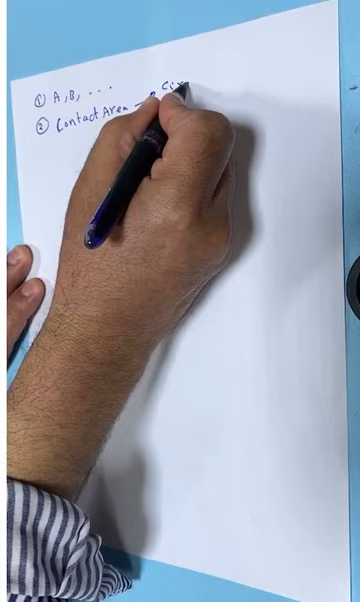 ① A, B, . . .
② Contact Area →